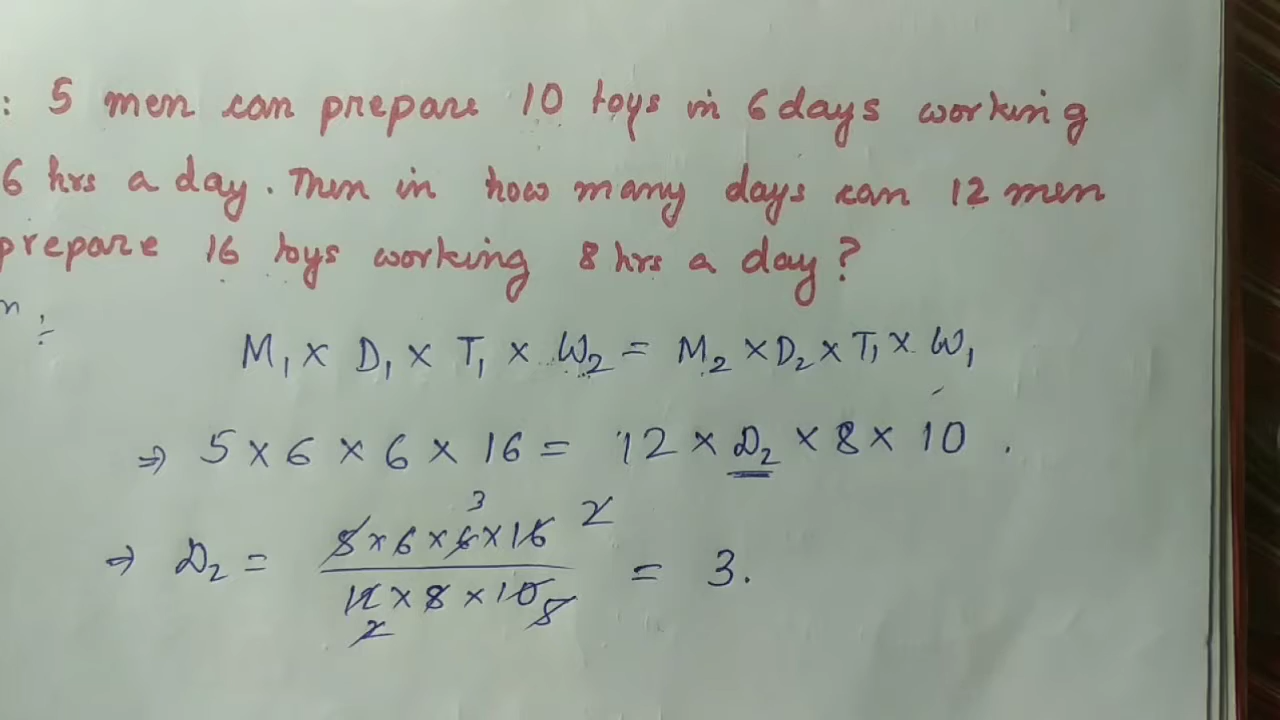 : 5 men can prepare 10 toys in 6 days working
6 hrs a day. Then in how many days can 12 men
prepare 16 toys working 8 hrs a day?
n :
M₁ × D₁ × T₁ × W₂ = M₂ × D₂ × T₁ × W₁
⇒ 5 × 6 × 6 × 16 = 12 × D₂ × 8 × 10 .
3 2
⇒ D₂ = 5×6×6×16 / 12×8×10 = 3.
2 5